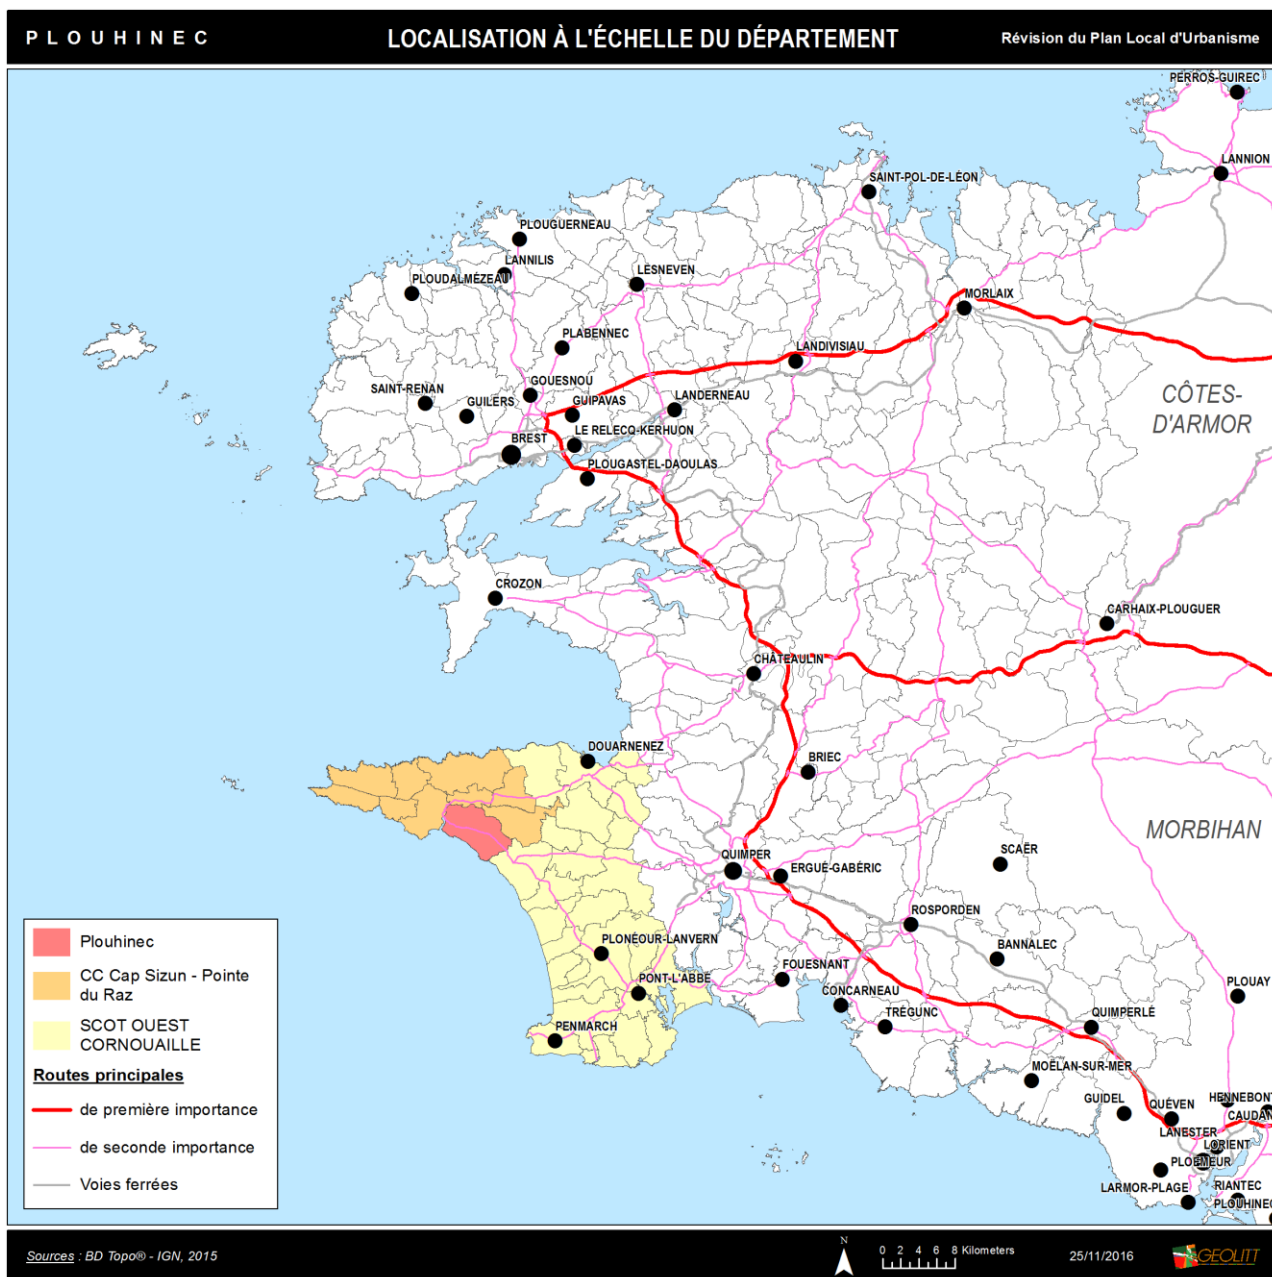 PLOUHINEC
LOCALISATION À L'ÉCHELLE DU DÉPARTEMENT
Révision du Plan Local d'Urbanisme
PERROS-GUIREC
LANNION
SAINT-POL-DE-LÉON
PLOUGUERNEAU
LANNILIS
LESNEVEN
PLOUDALMÉZEAU
MORLAIX
PLABENNEC
LANDIVISIAU
SAINT-RENAN
GOUESNOU
GUILERS
GUIPAVAS
LANDERNEAU
CÔTES-
D'ARMOR
BREST
LE RELECQ-KERHUON
PLOUGASTEL-DAOULAS
CROZON
CARHAIX-PLOUGUER
CHÂTEAULIN
DOUARNENEZ
BRIEC
MORBIHAN
QUIMPER
ERGUÉ-GABÉRIC
SCAËR
ROSPORDEN
PLONÉOUR-LANVERN
BANNALEC
PONT-L'ABBÉ
FOUESNANT
CONCARNEAU
PLOUAY
TRÉGUNC
QUIMPERLÉ
PENMARCH
MOËLAN-SUR-MER
GUIDEL
QUÉVEN
HENNEBONT
CAUDAN
LANESTER
LORIENT
PLOEMEUR
LARMOR-PLAGE
RIANTEC
PLOUHINEC
Plouhinec
CC Cap Sizun - Pointe
du Raz
SCOT OUEST
CORNOUAILLE
Routes principales
de première importance
de seconde importance
Voies ferrées
Sources : BD Topo® - IGN, 2015
N
0 2 4 6 8 Kilometers
25/11/2016
GEOLITT